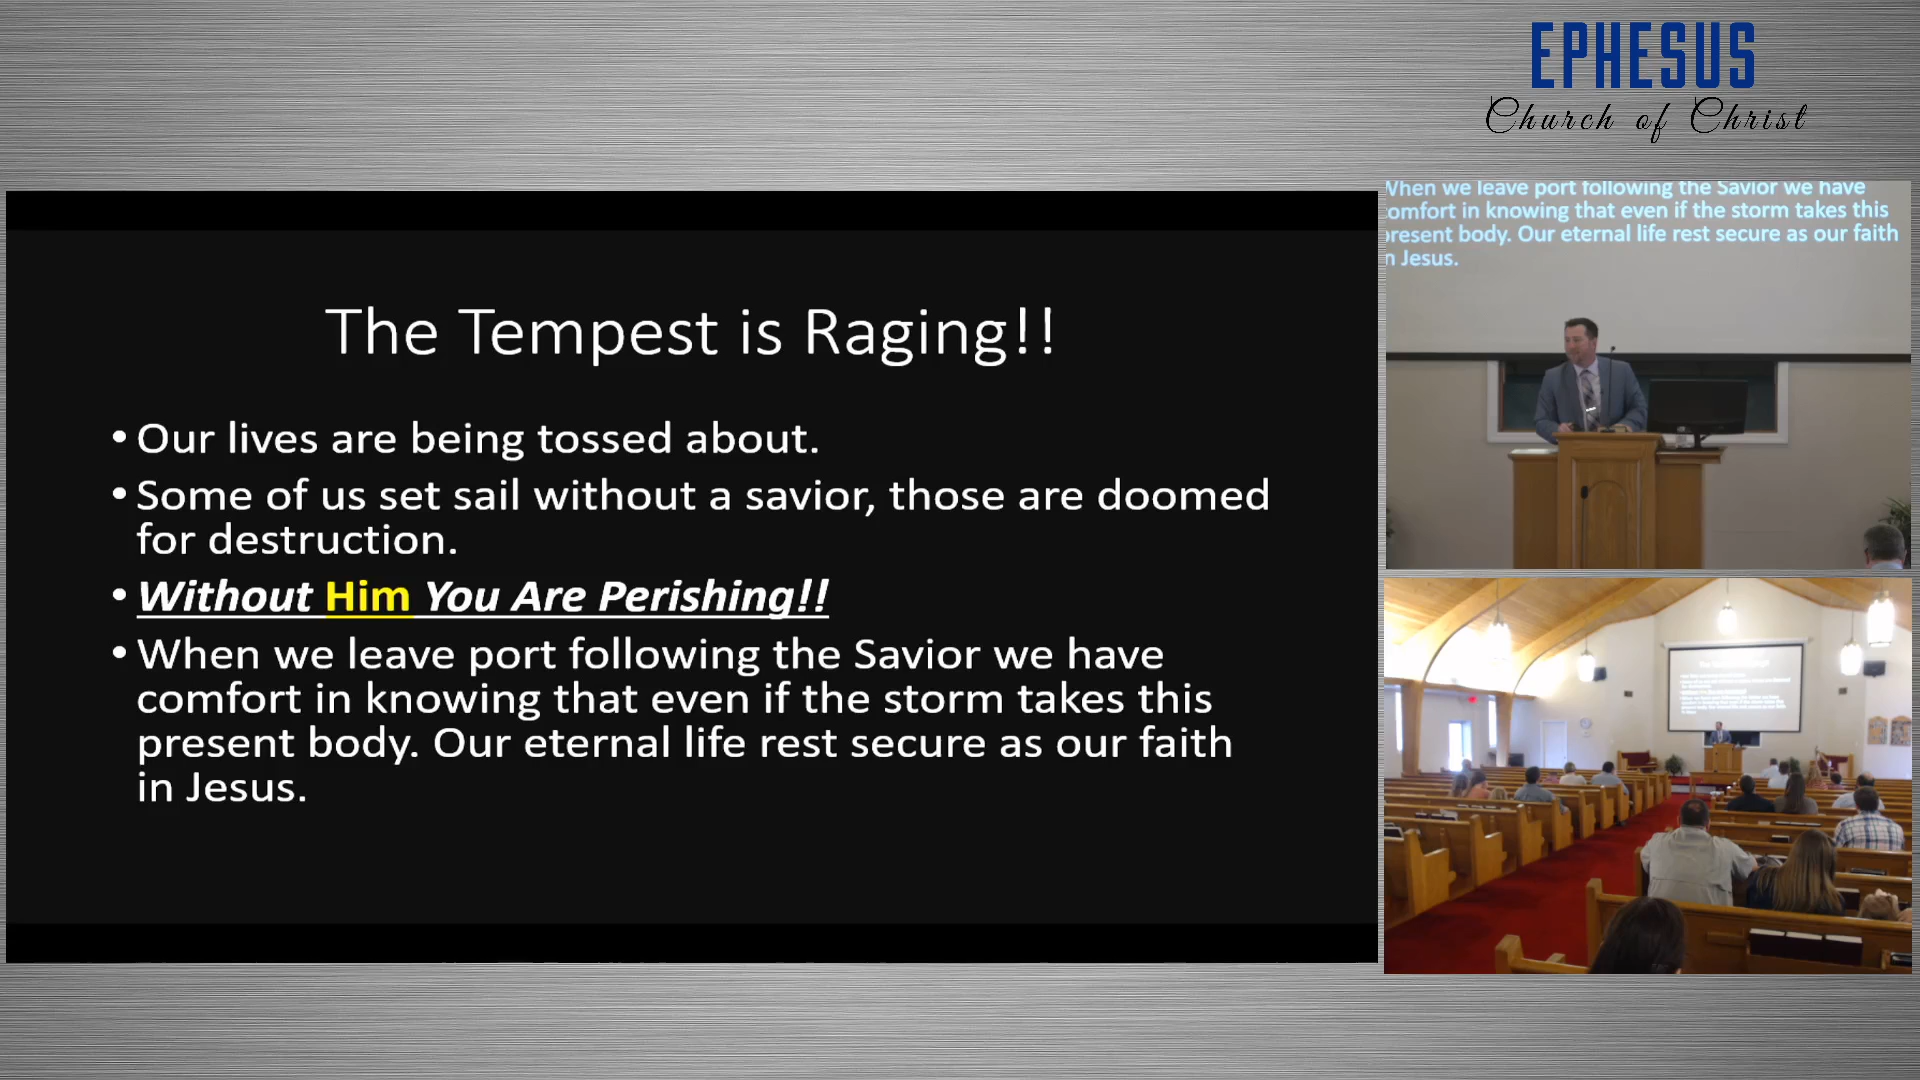 EPHESUS
Church of Christ
The Tempest is Raging!!
• Our lives are being tossed about.
• Some of us set sail without a savior, those are doomed
for destruction.
• Without Him You Are Perishing!!
• When we leave port following the Savior we have
comfort in knowing that even if the storm takes this
present body. Our eternal life rest secure as our faith
in Jesus.
When we leave port following the Savior we have
omfort in knowing that even if the storm takes this
present body. Our eternal life rest secure as our faith
n Jesus.